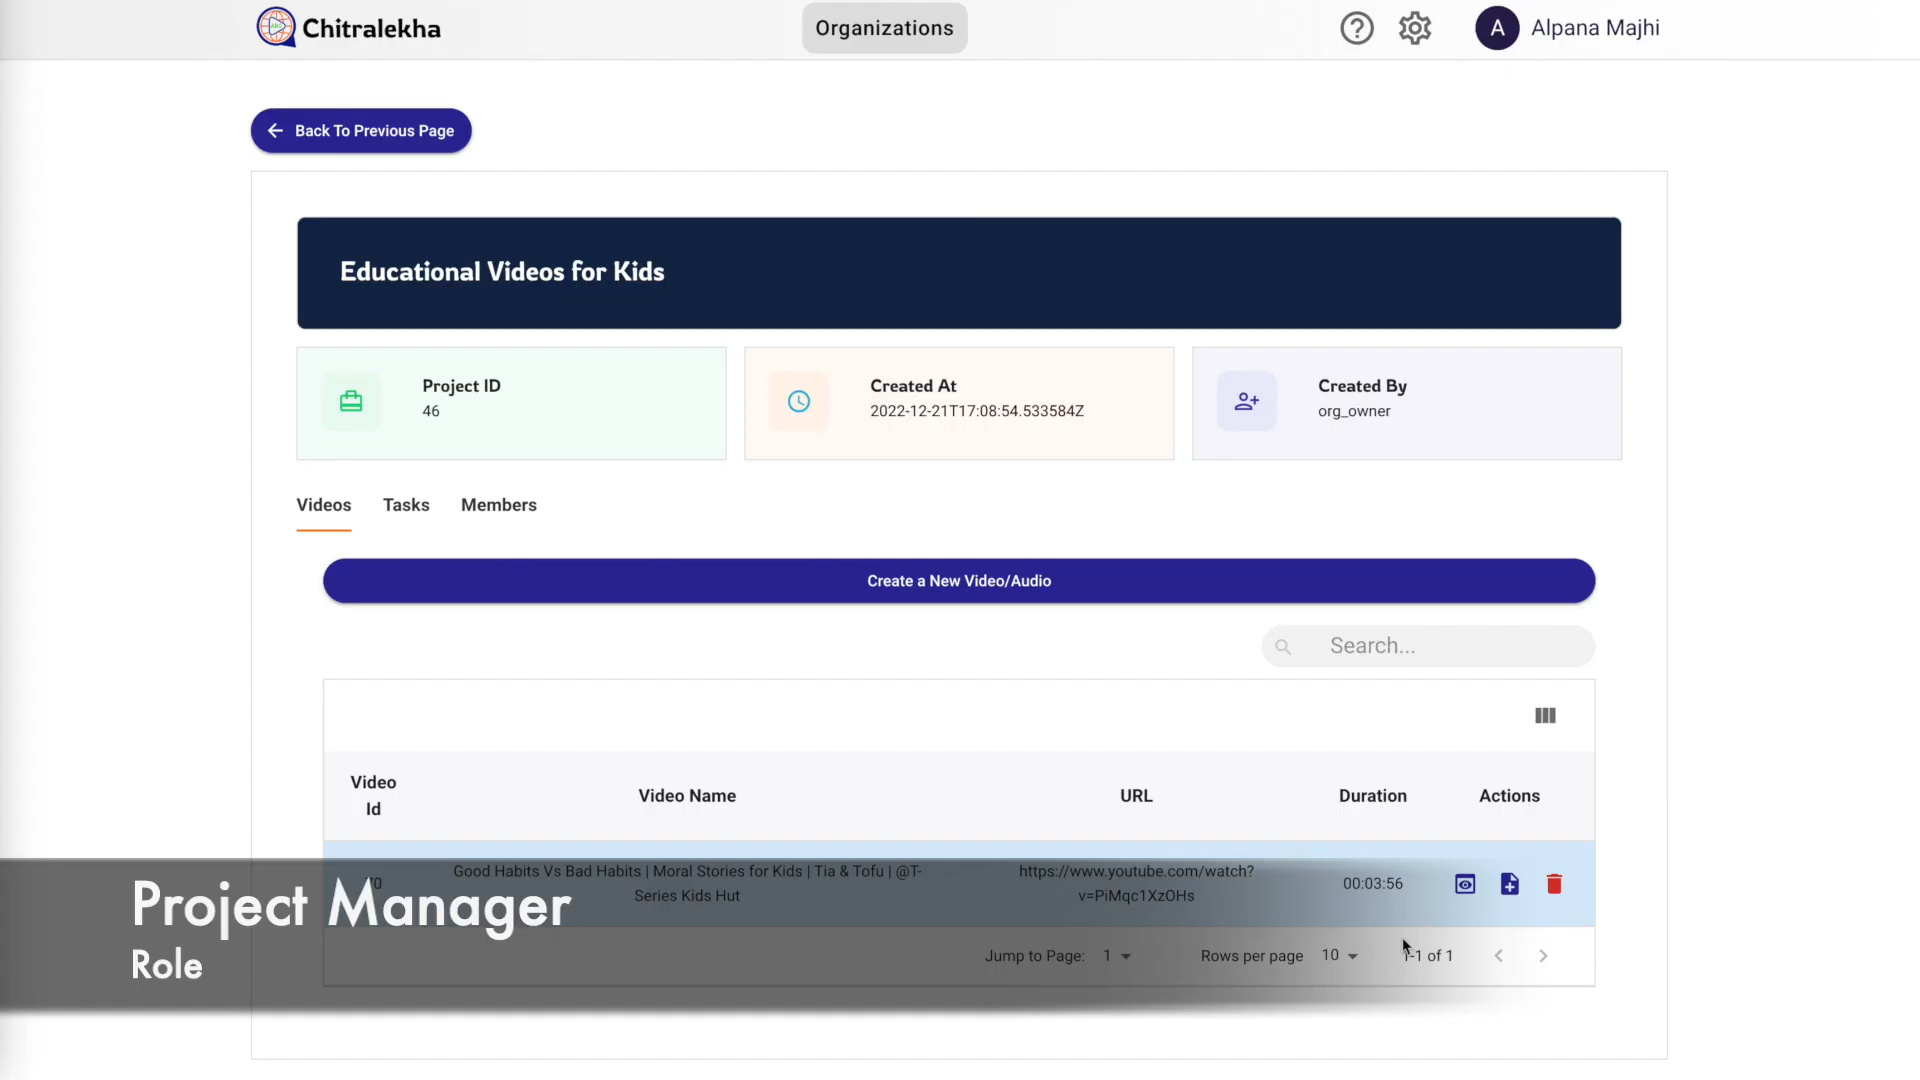 Chitralekha
Organizations
A
Alpana Majhi
Back To Previous Page
Educational Videos for Kids
Project ID
46
Created At
2022-12-21T17:08:54.533584Z
Created By
org_owner
Videos
Tasks
Members
Create a New Video/Audio
Search...
Video
Id
Video Name
URL
Duration
Actions
Good Habits Vs Bad Habits | Moral Stories for Kids | Tia & Tofu | @T-
Series Kids Hut
https://www.youtube.com/watch?
v=PiMqc1XzOHs
00:03:56
Project Manager
Role
Jump to Page: 1
Rows per page 10
1-1 of 1